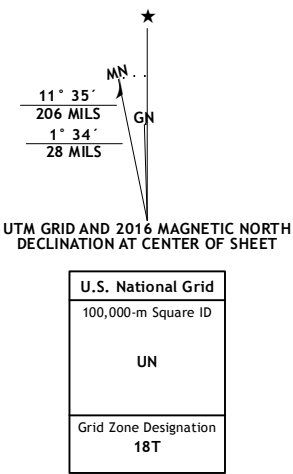 MN
GN
11° 35´
206 MILS
1° 34´
28 MILS
UTM GRID AND 2016 MAGNETIC NORTH
DECLINATION AT CENTER OF SHEET
U.S. National Grid
100,000-m Square ID
UN
Grid Zone Designation
18T